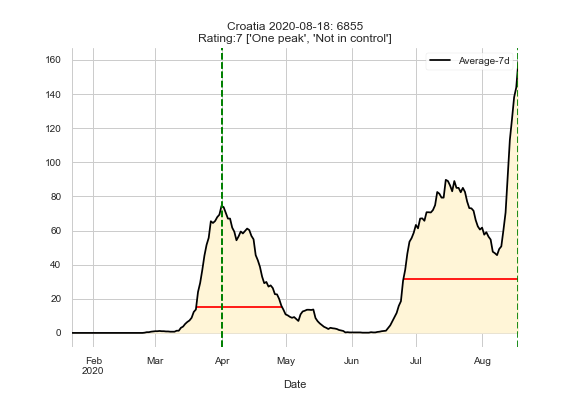 Croatia 2020-08-18: 6855
Rating:7 ['One peak', 'Not in control']
Average-7d
160
140
120
100
80
60
40
20
0
Feb
2020
Mar
Apr
May
Jun
Jul
Aug
Date